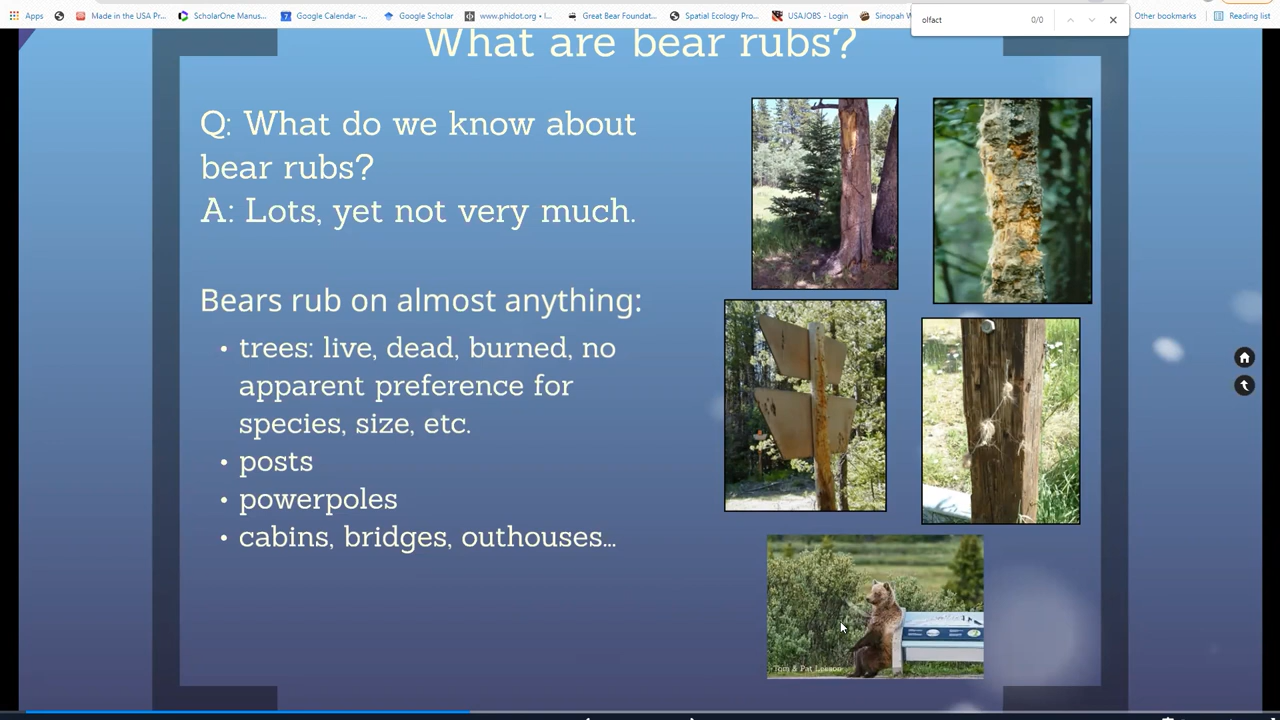 Apps
Made in the USA Pr...
ScholarOne Manus...
Google Calendar -...
Google Scholar
www.phidot.org • I...
Great Bear Foundat...
Spatial Ecology Pro...
USAJOBS - Login
Sinopah W
Other bookmarks
Reading list
olfact
0/0
What are bear rubs?
Q: What do we know about
bear rubs?
A: Lots, yet not very much.
Bears rub on almost anything:
• trees: live, dead, burned, no
apparent preference for
species, size, etc.
• posts
• powerpoles
• cabins, bridges, outhouses...
Tom & Pat Leeson